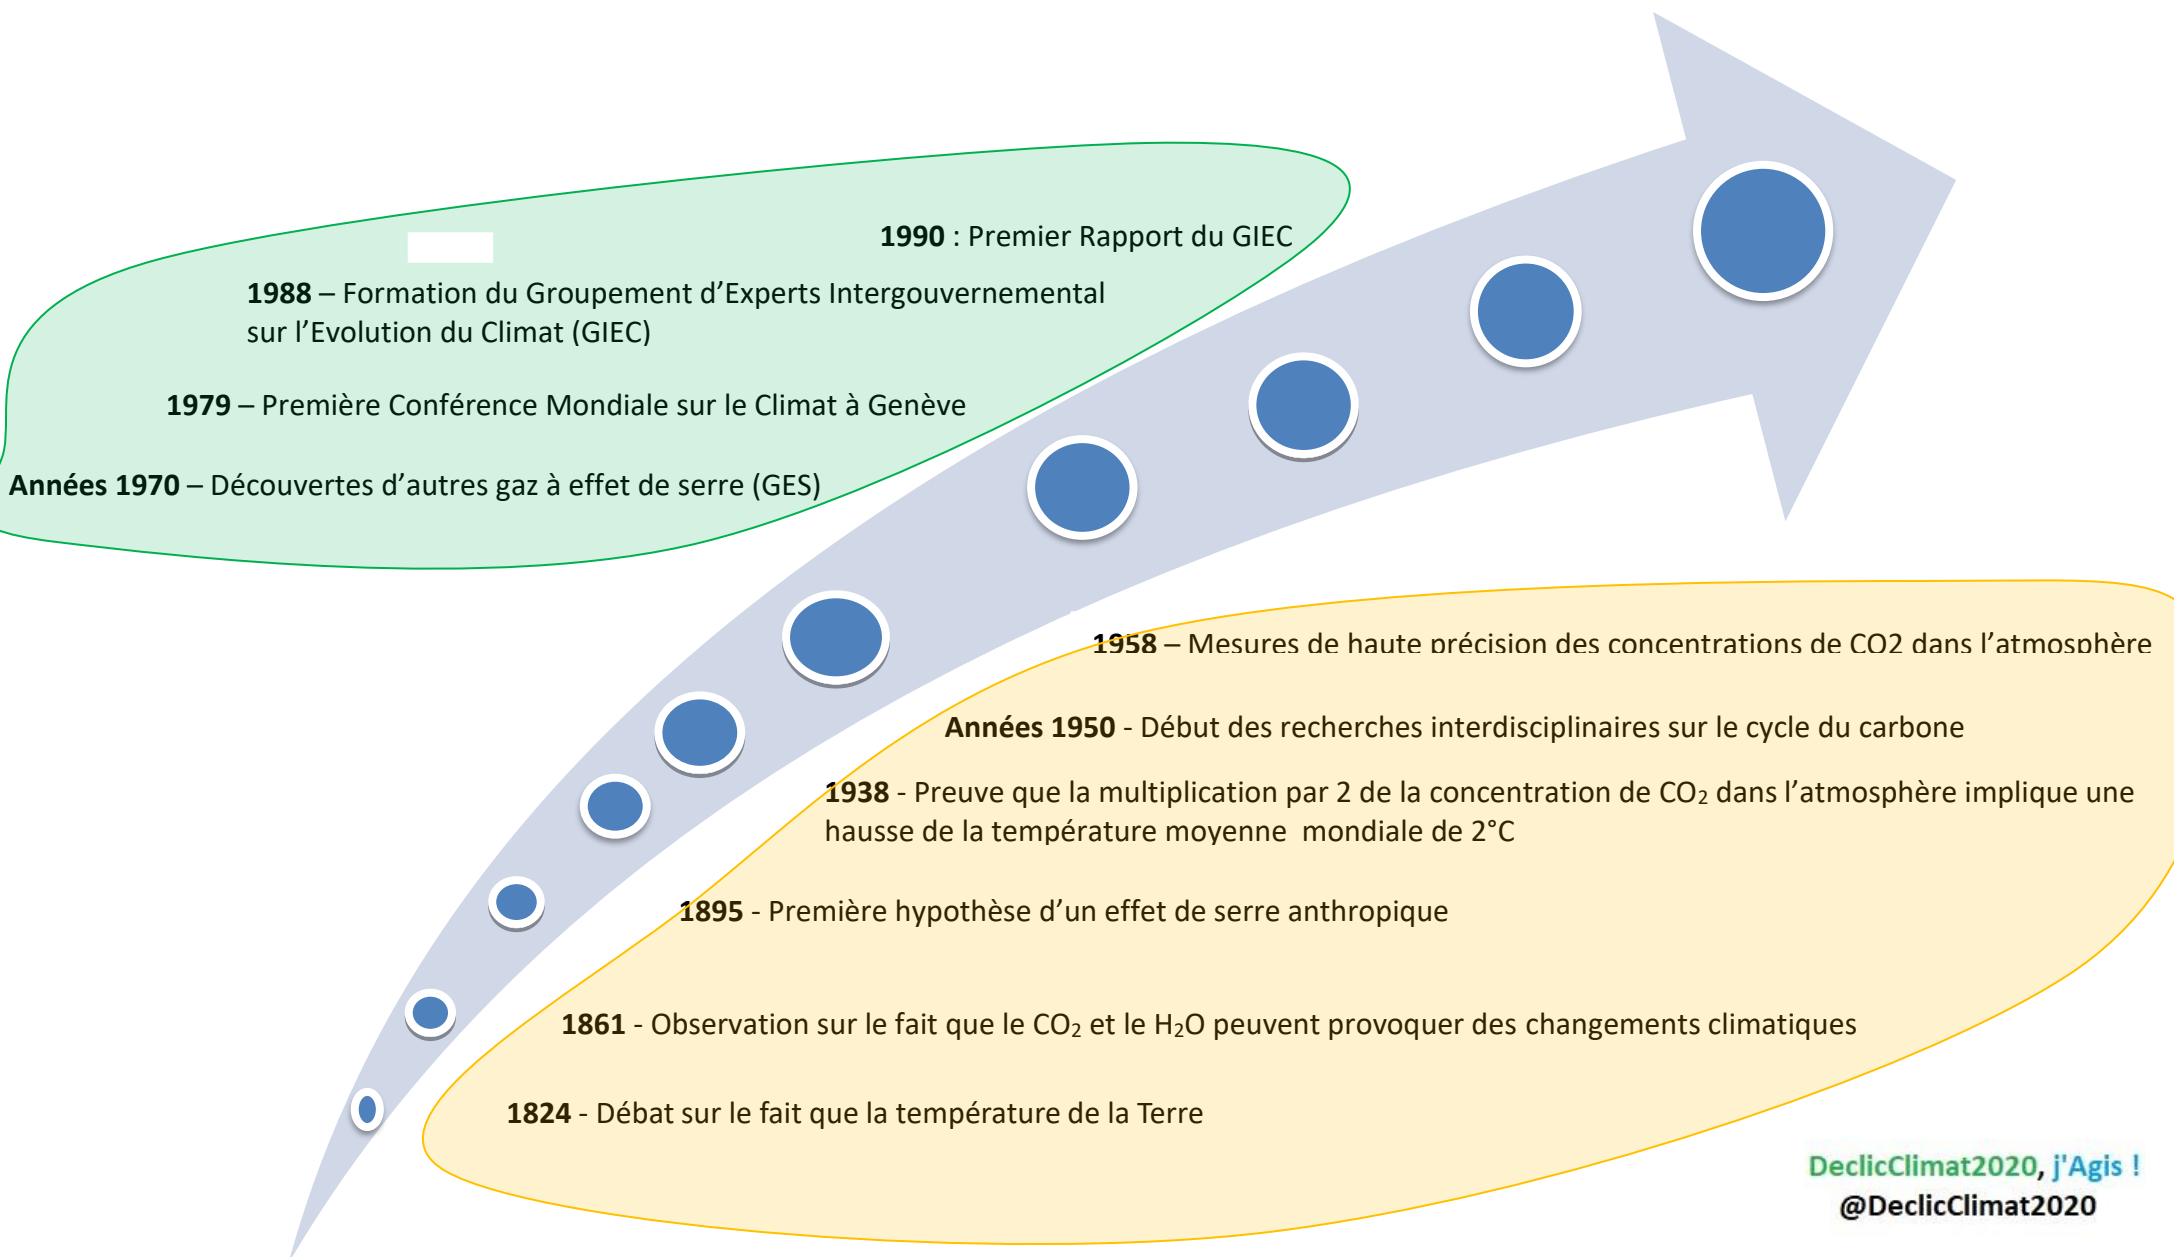 1990 : Premier Rapport du GIEC
1988 – Formation du Groupement d’Experts Intergouvernemental
sur l’Evolution du Climat (GIEC)
1979 – Première Conférence Mondiale sur le Climat à Genève
Années 1970 – Découvertes d’autres gaz à effet de serre (GES)
1958 – Mesures de haute précision des concentrations de CO2 dans l’atmosphère
Années 1950 - Début des recherches interdisciplinaires sur le cycle du carbone
1938 - Preuve que la multiplication par 2 de la concentration de CO₂ dans l’atmosphère implique une
hausse de la température moyenne  mondiale de 2°C
1895 - Première hypothèse d’un effet de serre anthropique
1861 - Observation sur le fait que le CO₂ et le H₂O peuvent provoquer des changements climatiques
1824 - Débat sur le fait que la température de la Terre
DeclicClimat2020, j'Agis !
@DeclicClimat2020